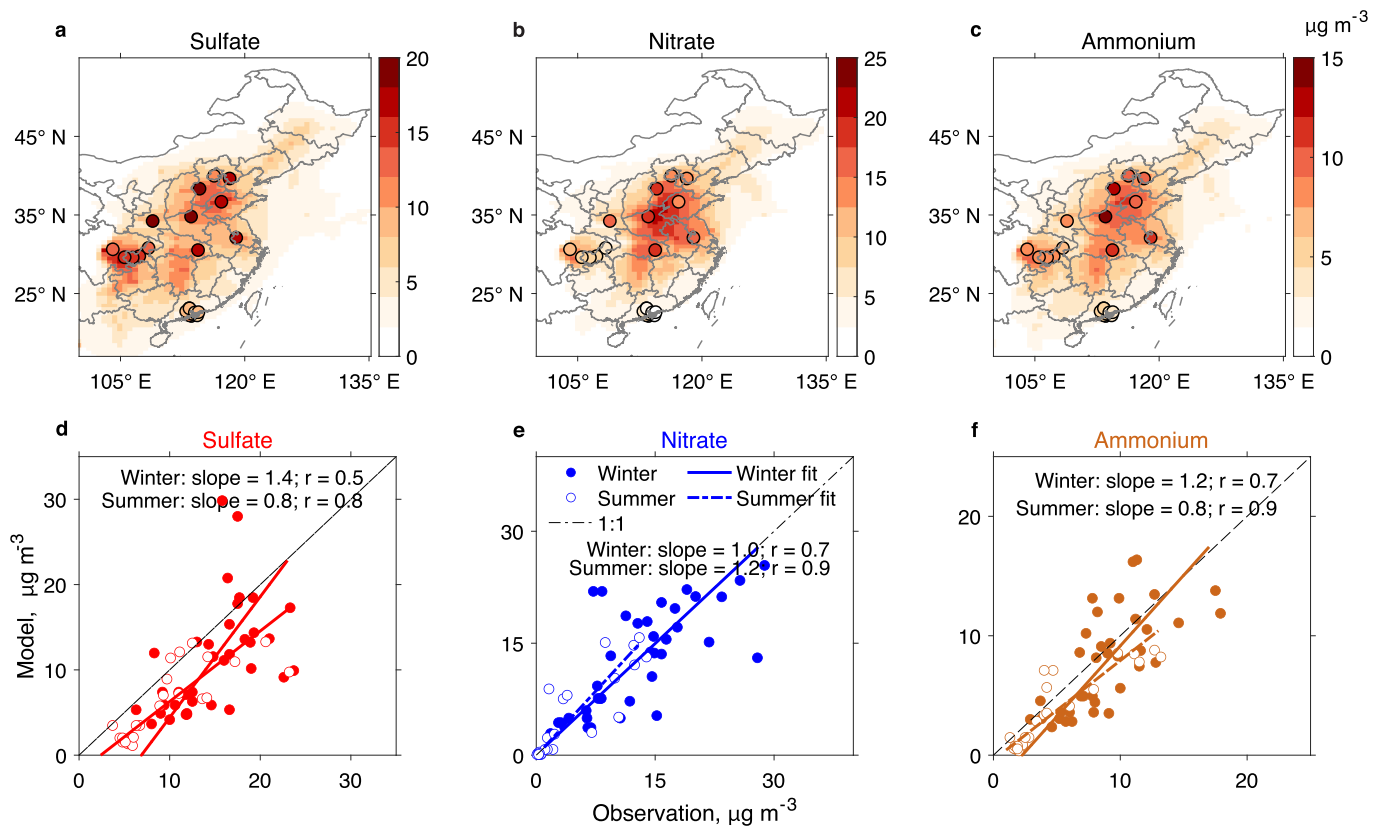 a
Sulfate
20
15
10
5
0
45° N
35° N
25° N
105° E
120° E
135° E
b
Nitrate
25
20
15
10
5
0
45° N
35° N
25° N
105° E
120° E
135° E
c
Ammonium
µg m-3
15
10
5
0
45° N
35° N
25° N
105° E
120° E
135° E
d
Sulfate
Winter: slope = 1.4; r = 0.5
Summer: slope = 0.8; r = 0.8
30
20
10
0
0
10
20
30
Model, µg m-3
e
Nitrate
Winter
Winter fit
Summer
Summer fit
1:1
Winter: slope = 1.0; r = 0.7
Summer: slope = 1.2; r = 0.9
30
15
0
0
15
30
Observation, µg m-3
f
Ammonium
Winter: slope = 1.2; r = 0.7
Summer: slope = 0.8; r = 0.9
20
10
0
0
10
20